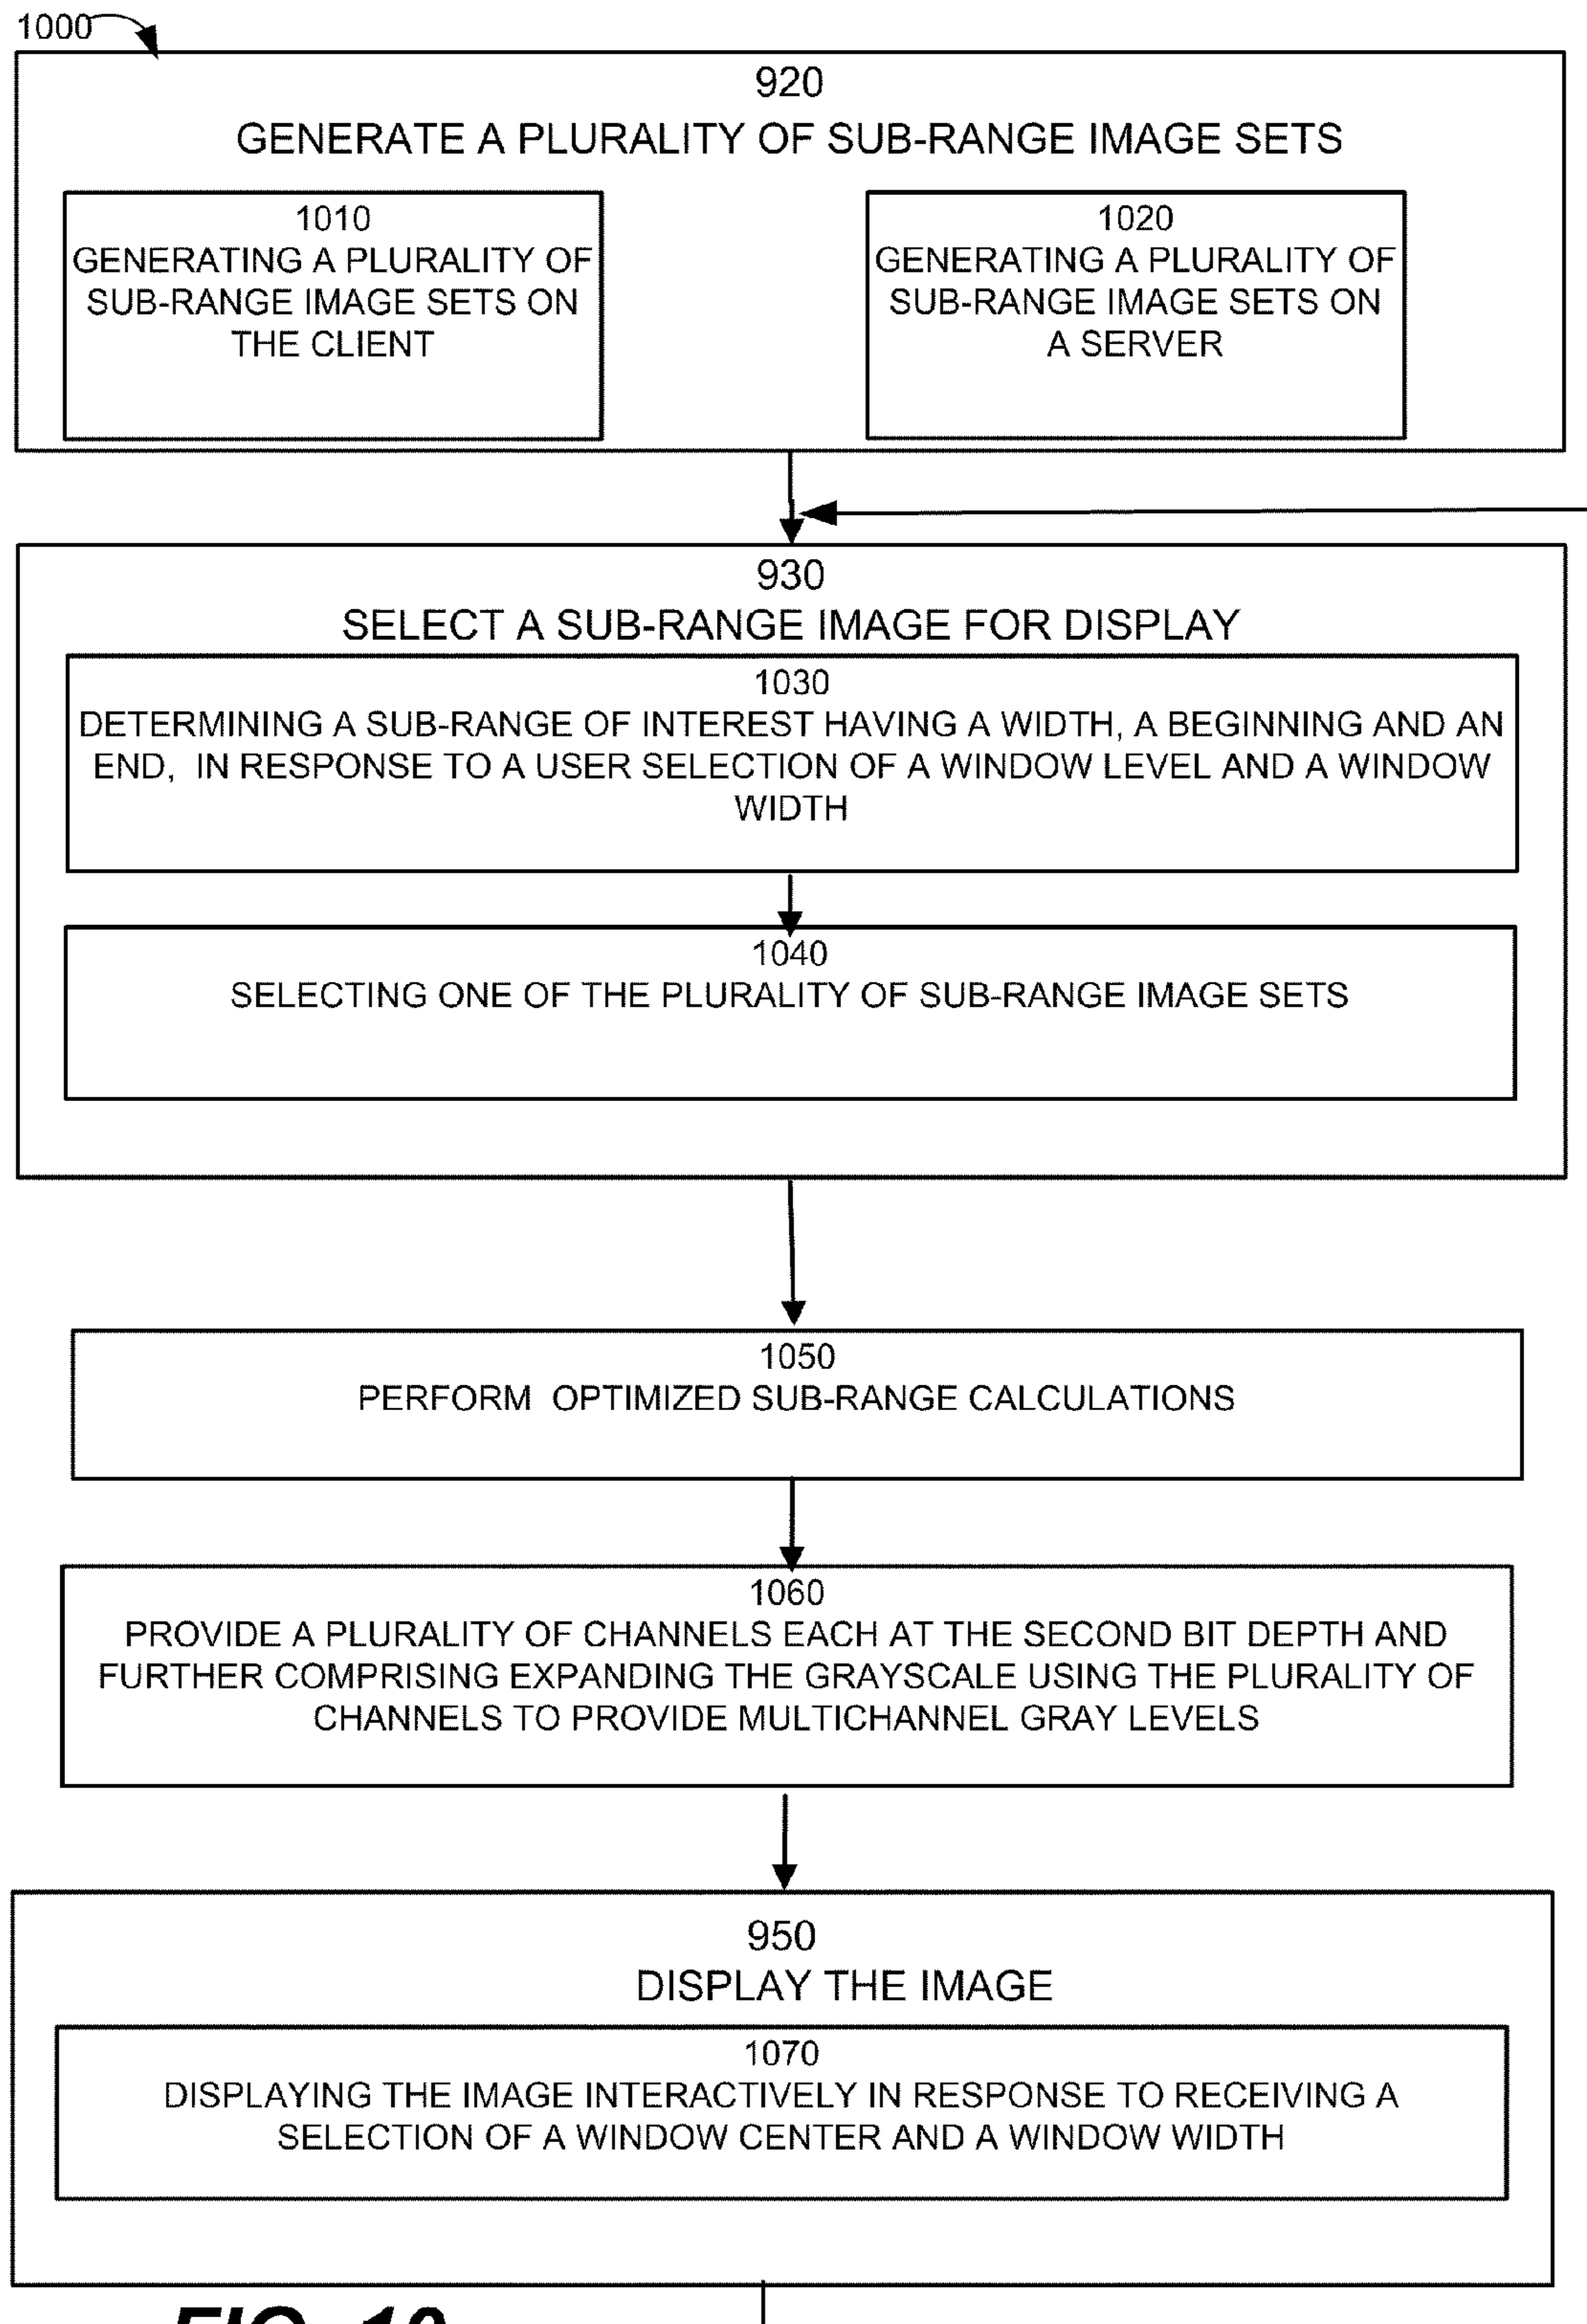 1000
920
GENERATE A PLURALITY OF SUB-RANGE IMAGE SETS
1010
GENERATING A PLURALITY OF
SUB-RANGE IMAGE SETS ON
THE CLIENT
1020
GENERATING A PLURALITY OF
SUB-RANGE IMAGE SETS ON
A SERVER
930
SELECT A SUB-RANGE IMAGE FOR DISPLAY
1030
DETERMINING A SUB-RANGE OF INTEREST HAVING A WIDTH, A BEGINNING AND AN
END, IN RESPONSE TO A USER SELECTION OF A WINDOW LEVEL AND A WINDOW
WIDTH
1040
SELECTING ONE OF THE PLURALITY OF SUB-RANGE IMAGE SETS
1050
PERFORM OPTIMIZED SUB-RANGE CALCULATIONS
1060
PROVIDE A PLURALITY OF CHANNELS EACH AT THE SECOND BIT DEPTH AND
FURTHER COMPRISING EXPANDING THE GRAYSCALE USING THE PLURALITY OF
CHANNELS TO PROVIDE MULTICHANNEL GRAY LEVELS
950
DISPLAY THE IMAGE
1070
DISPLAYING THE IMAGE INTERACTIVELY IN RESPONSE TO RECEIVING A
SELECTION OF A WINDOW CENTER AND A WINDOW WIDTH
FIG. 10